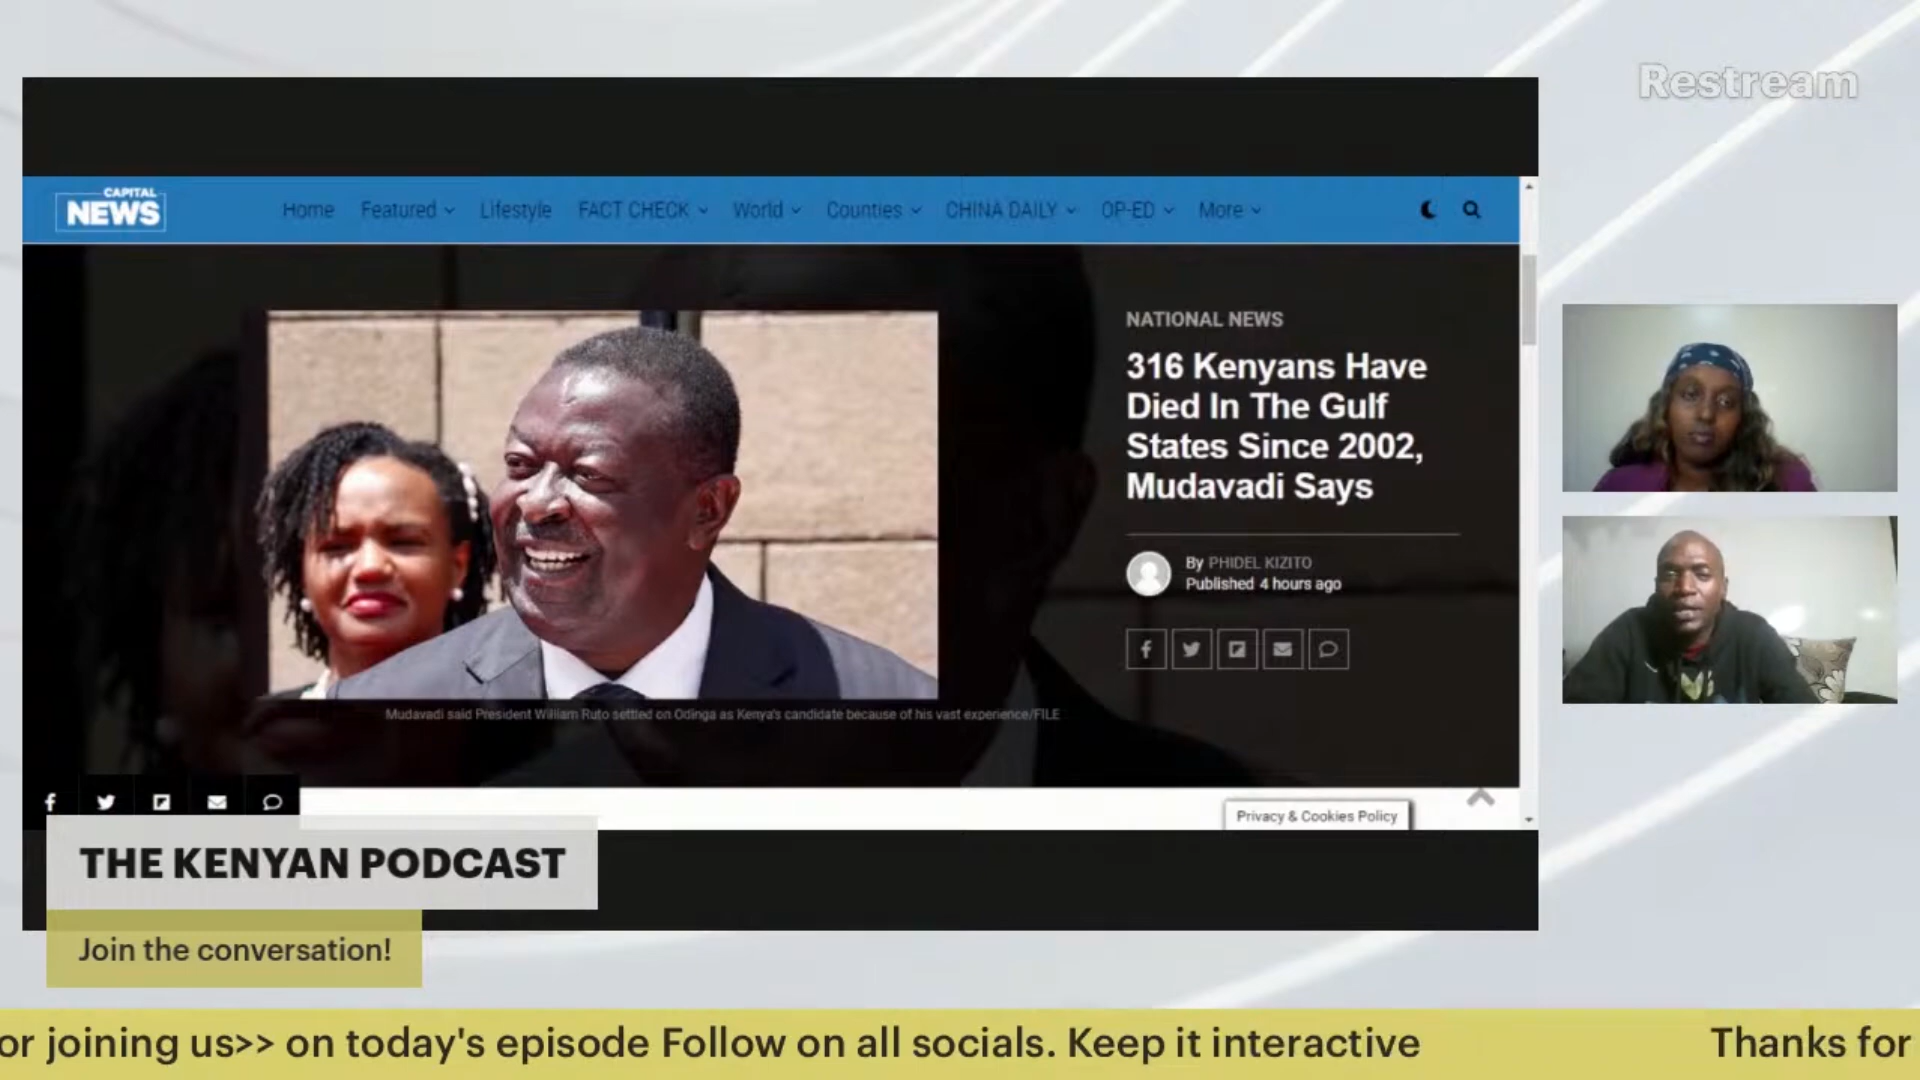 Restream
CAPITAL
NEWS
Home Featured Lifestyle FACT CHECK World Counties CHINA DAILY OP-ED More
NATIONAL NEWS
316 Kenyans Have
Died In The Gulf
States Since 2002,
Mudavadi Says
By PHIDEL KIZITO
Published 4 hours ago
Mudavadi said President William Ruto settled on Odinga as Kenya's candidate because of his vast experience/FILE
Privacy & Cookies Policy
THE KENYAN PODCAST
Join the conversation!
or joining us>> on today's episode Follow on all socials. Keep it interactive Thanks for